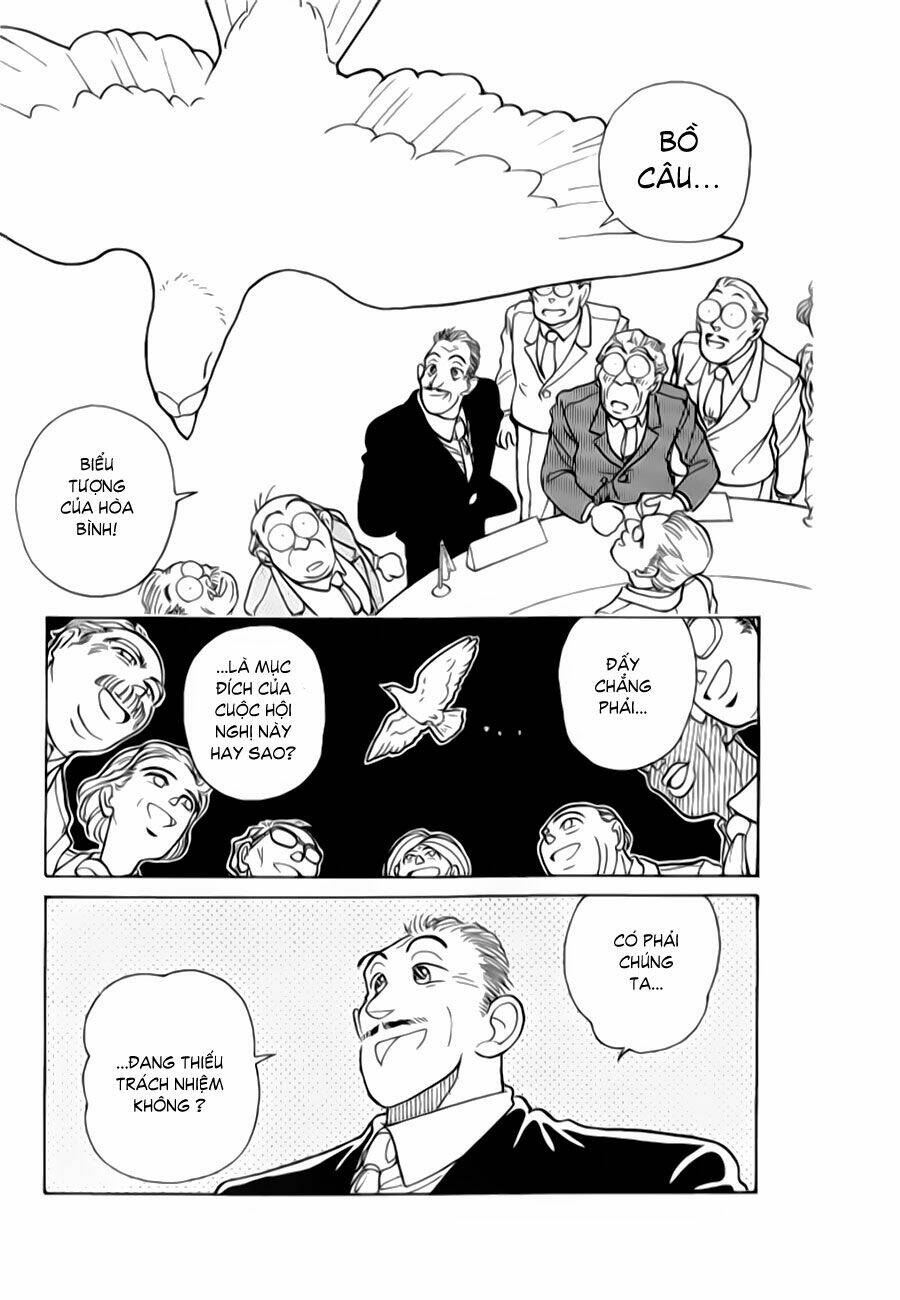 BỒ
CÂU...
BIỂU
TƯỢNG
CỦA HÒA
BÌNH!
ĐẤY
CHẲNG
PHẢI...
...LÀ MỤC
ĐÍCH CỦA
CUỘC HỘI
NGHỊ NÀY
HAY SAO?
CÓ PHẢI
CHÚNG
TA...
...ĐANG THIẾU
TRÁCH NHIỆM
KHÔNG ?